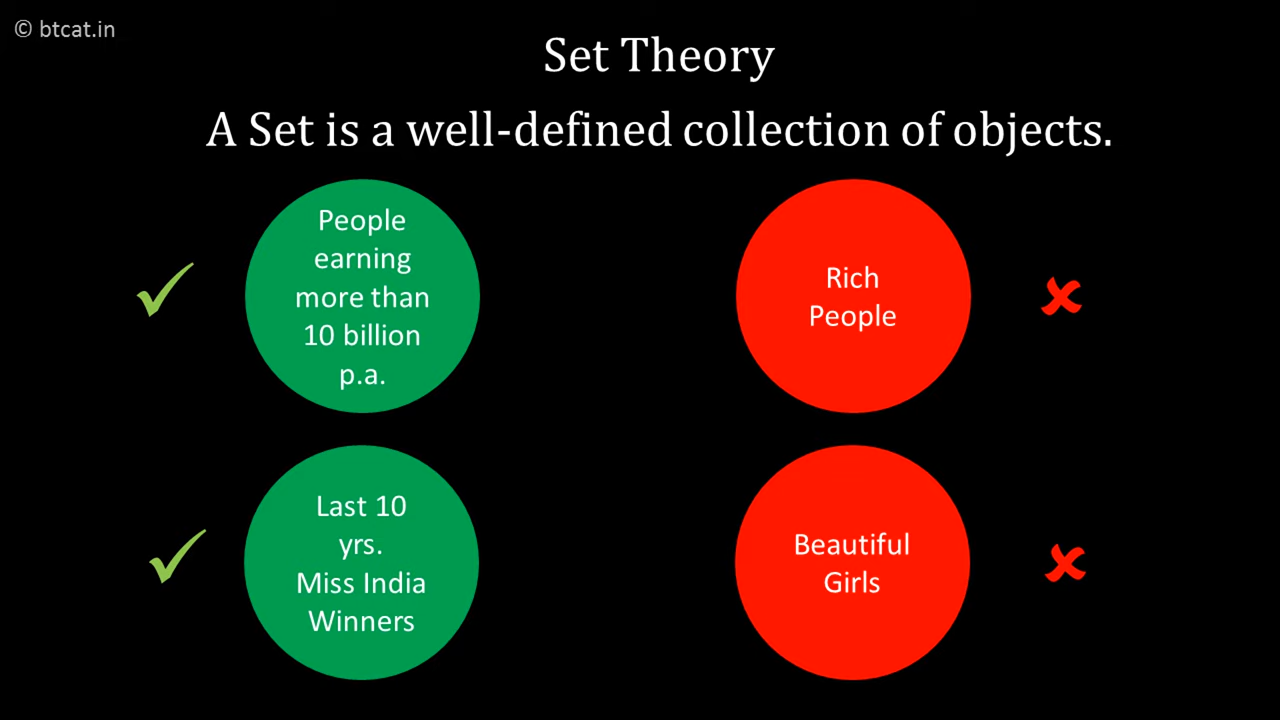 © btcat.in
Set Theory
A Set is a well-defined collection of objects.
People
earning
more than
10 billion
p.a.
Rich
People
Last 10
yrs.
Miss India
Winners
Beautiful
Girls